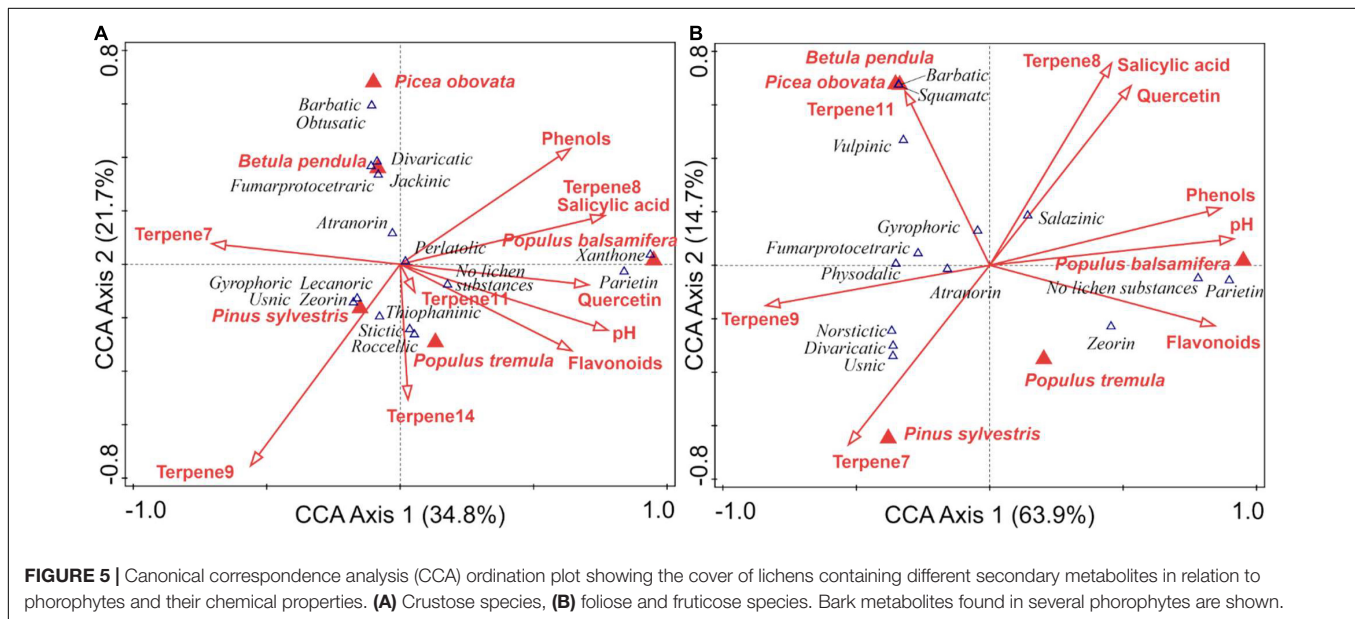 A
0.8
CCA Axis 2 (21.7%)
-0.8
Picea obovata
Barbatic
Obtusatic
Phenols
Betula pendula
Divaricatic
Fumarprotocetraric
Jackinic
Terpene8
Salicylic acid
Atranorin
Terpene7
Perlatolic
Populus balsamifera
Xanthone
No lichen
substances
Parietin
Gyrophoric
Lecanoric
Terpene11
Quercetin
Usnic
Zeorin
Pinus sylvestris
Thiophaninic
Stictic
pH
Roccellic
Populus tremula
Flavonoids
Terpene14
Terpene9
-1.0
CCA Axis 1 (34.8%)
1.0
B
0.8
CCA Axis 2 (14.7%)
-0.8
Betula pendula
Terpene8
Salicylic acid
Picea obovata
Barbatic
Squamatc
Quercetin
Terpene11
Vulpinic
Phenols
Salazinic
pH
Gyrophoric
Fumarprotocetraric
Populus balsamifera
Physodalic
Atranorin
No lichen substances
Parietin
Terpene9
Norstictic
Zeorin
Flavonoids
Divaricatic
Usnic
Populus tremula
Pinus sylvestris
Terpene7
-1.0
CCA Axis 1 (63.9%)
1.0
FIGURE 5 | Canonical correspondence analysis (CCA) ordination plot showing the cover of lichens containing different secondary metabolites in relation to
phorophytes and their chemical properties. (A) Crustose species, (B) foliose and fruticose species. Bark metabolites found in several phorophytes are shown.